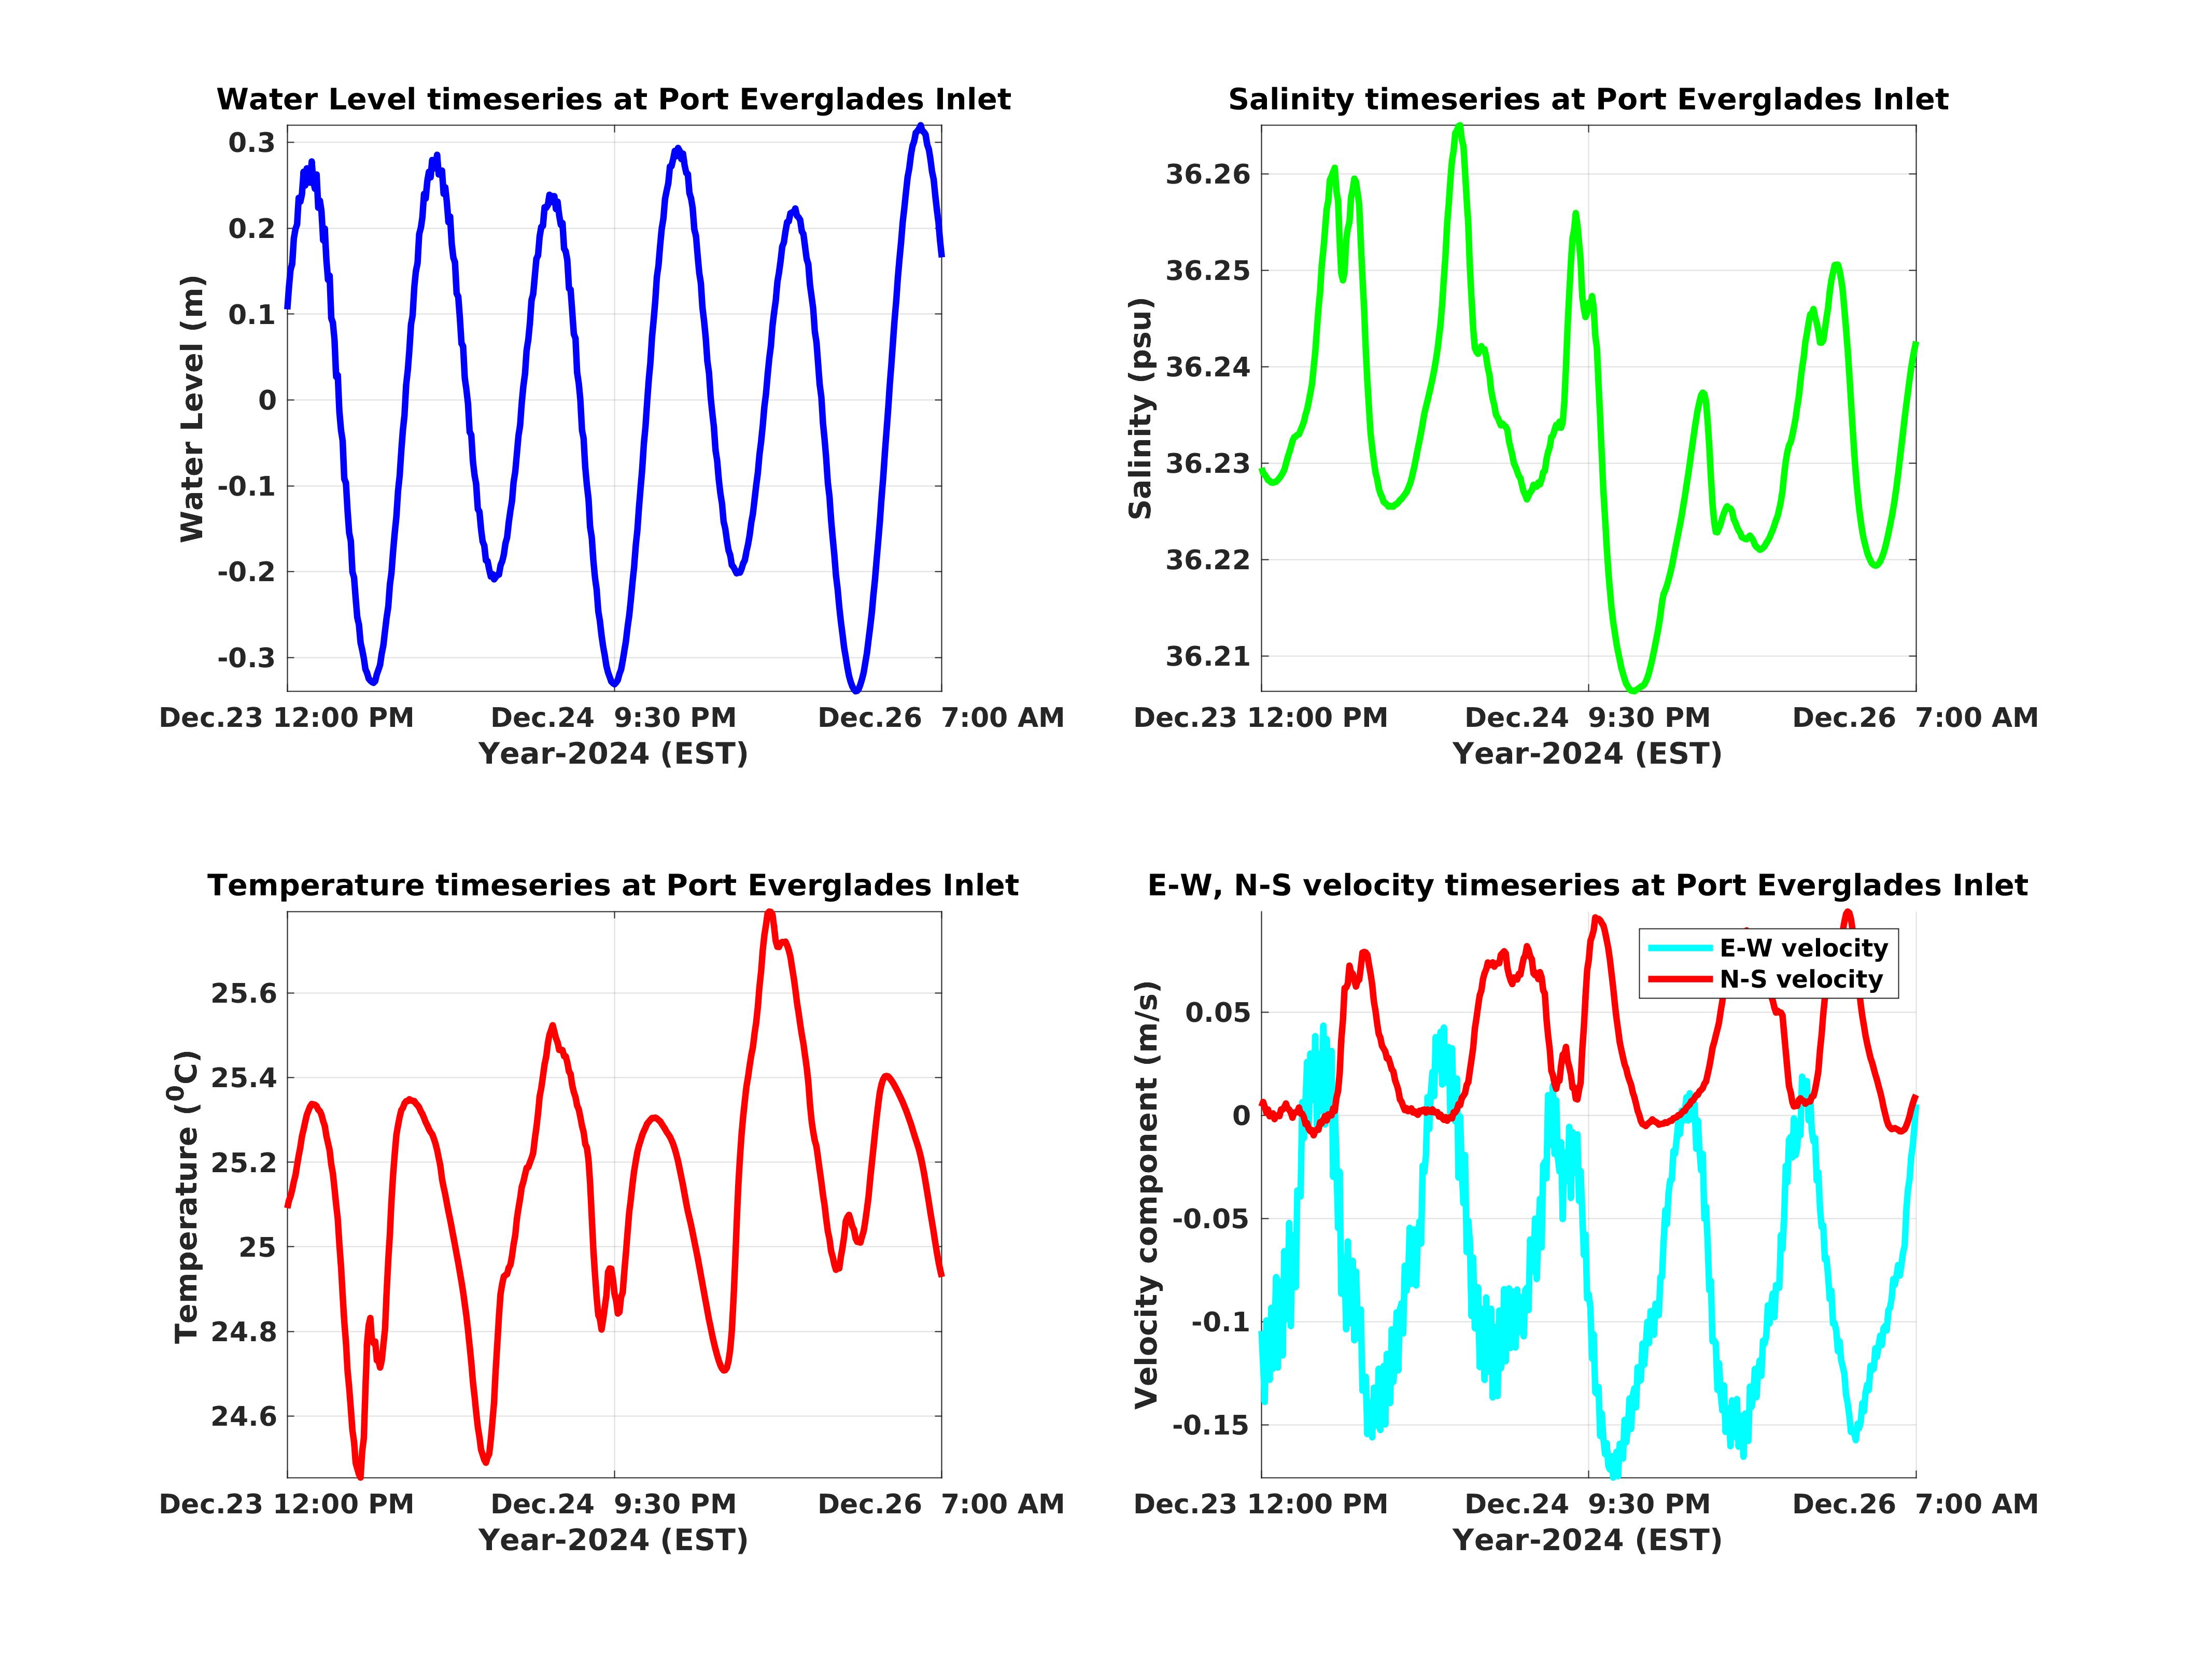 Water Level timeseries at Port Everglades Inlet
0.3
0.2
0.1
0
-0.1
-0.2
-0.3
Water Level (m)
Dec.23 12:00 PM Dec.24 9:30 PM Dec.26 7:00 AM
Year-2024 (EST)
Salinity timeseries at Port Everglades Inlet
36.26
36.25
36.24
36.23
36.22
36.21
Salinity (psu)
Dec.23 12:00 PM Dec.24 9:30 PM Dec.26 7:00 AM
Year-2024 (EST)
Temperature timeseries at Port Everglades Inlet
25.6
25.4
25.2
25
24.8
24.6
Temperature (⁰C)
Dec.23 12:00 PM Dec.24 9:30 PM Dec.26 7:00 AM
Year-2024 (EST)
E-W, N-S velocity timeseries at Port Everglades Inlet
E-W velocity
N-S velocity
0.05
0
-0.05
-0.1
-0.15
Velocity component (m/s)
Dec.23 12:00 PM Dec.24 9:30 PM Dec.26 7:00 AM
Year-2024 (EST)